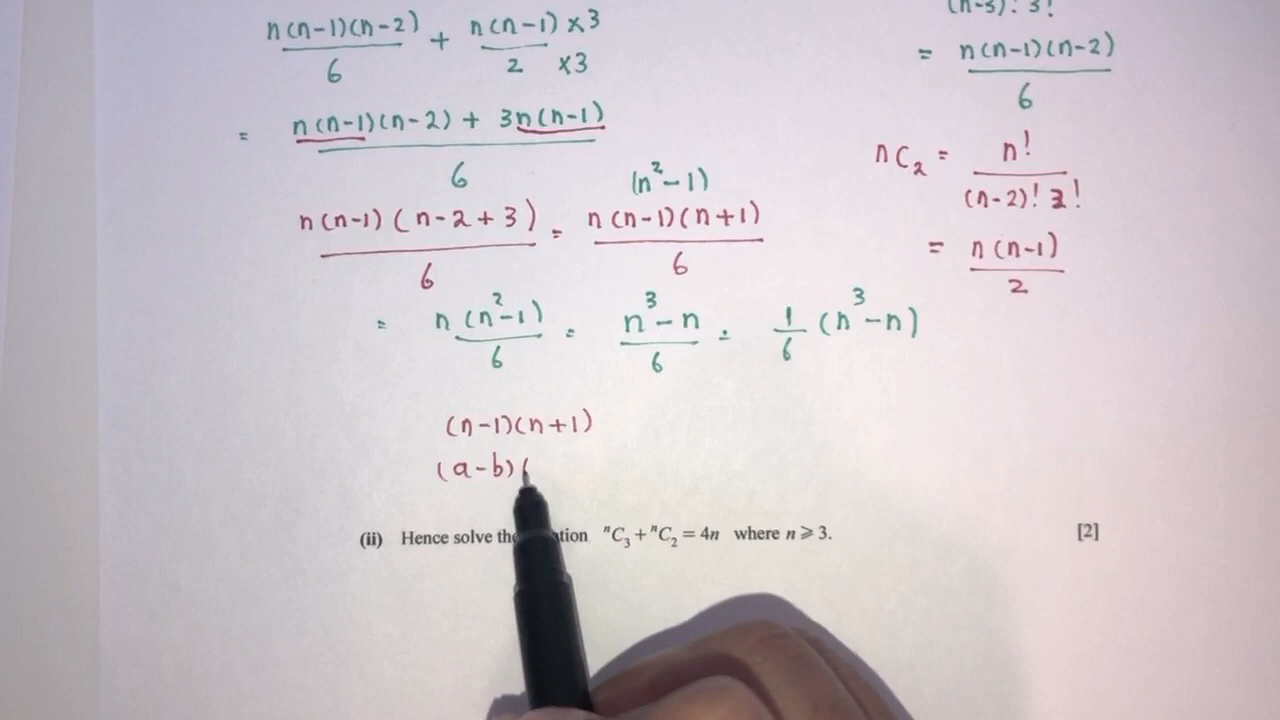 (n-3)! 3!
n(n-1)(n-2)/6 + n(n-1) ×3/2 ×3
= n(n-1)(n-2)/6
= n(n-1)(n-2) + 3n(n-1)/6
nC₂ = n!/(n-2)! 2!
(n²-1)
n(n-1)(n-2+3)/6 = n(n-1)(n+1)/6
= n(n-1)/2
= n(n²-1)/6 = n³-n/6 = 1/6 (n³-n)
(n-1)(n+1)
(a-b)(
(ii) Hence solve the ⁿC₃ + ⁿC₂ = 4n where n ⩾ 3. [2]